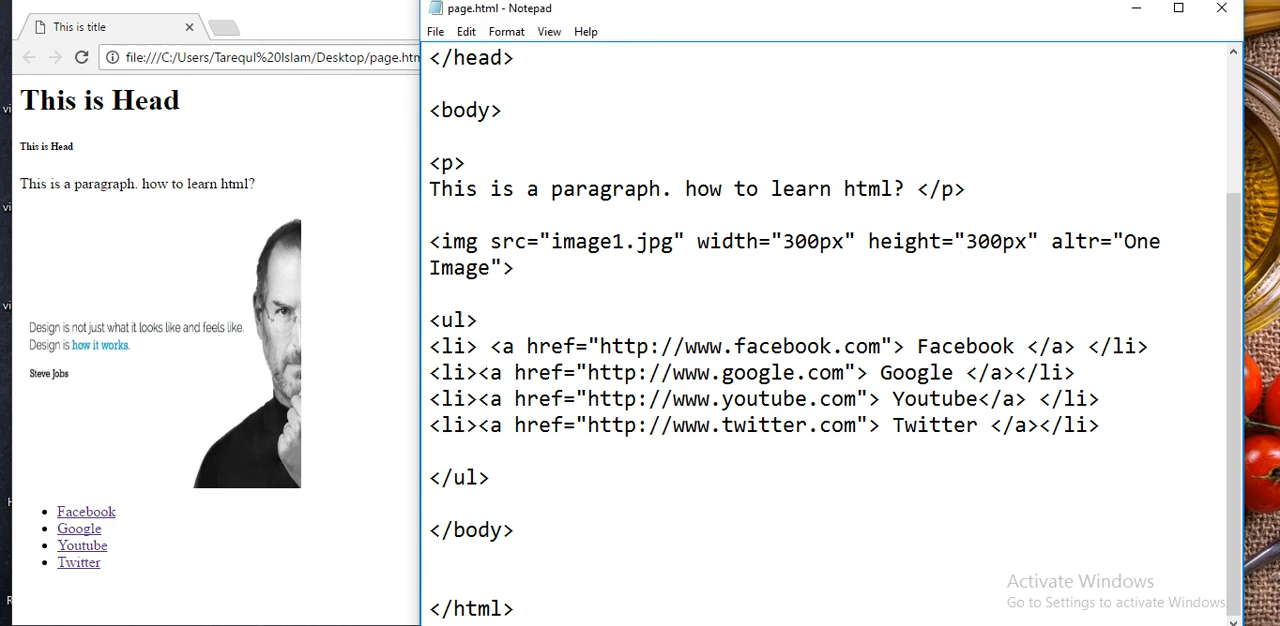 This is title
file:///C:/Users/Tarequl%20Islam/Desktop/page.htm
This is Head
This is Head
This is a paragraph. how to learn html?
Design is not just what it looks like and feels like.
Design is how it works.
Steve Jobs
Facebook
Google
Youtube
Twitter
page.html - Notepad
File Edit Format View Help
</head>
<body>
<p>
This is a paragraph. how to learn html? </p>
<img src="image1.jpg" width="300px" height="300px" altr="One
Image">
<ul>
<li> <a href="http://www.facebook.com"> Facebook </a> </li>
<li><a href="http://www.google.com"> Google </a></li>
<li><a href="http://www.youtube.com"> Youtube</a> </li>
<li><a href="http://www.twitter.com"> Twitter </a></li>
</ul>
</body>
</html>
Activate Windows
Go to Settings to activate Windows.